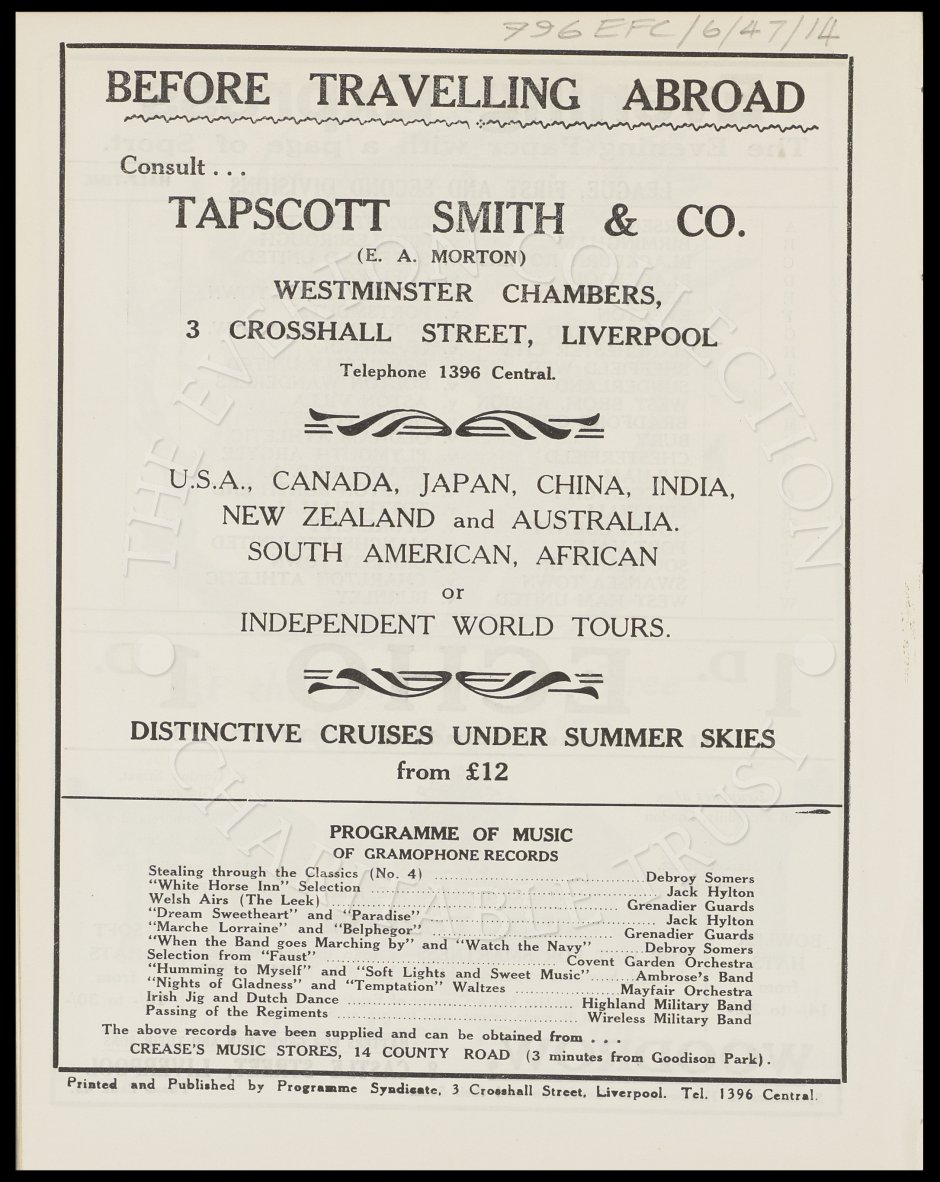 796 EFC/6/47/14
BEFORE TRAVELLING ABROAD
Consult . . .
TAPSCOTT SMITH & CO.
(E. A. MORTON)
WESTMINSTER CHAMBERS,
3 CROSSHALL STREET, LIVERPOOL
Telephone 1396 Central.
U.S.A., CANADA, JAPAN, CHINA, INDIA,
NEW ZEALAND and AUSTRALIA.
SOUTH AMERICAN, AFRICAN
or
INDEPENDENT WORLD TOURS.
DISTINCTIVE CRUISES UNDER SUMMER SKIES
from £12
PROGRAMME OF MUSIC
OF GRAMOPHONE RECORDS
Stealing through the Classics (No. 4) ........ Debroy Somers
"White Horse Inn" Selection ........ Jack Hylton
Welsh Airs (The Leek) ........ Grenadier Guards
"Dream Sweetheart" and "Paradise" ........ Jack Hylton
"Marche Lorraine" and "Belphegor" ........ Grenadier Guards
"When the Band goes Marching by" and "Watch the Navy" ........ Debroy Somers
Selection from "Faust" ........ Covent Garden Orchestra
"Humming to Myself" and "Soft Lights and Sweet Music" ........ Ambrose's Band
"Nights of Gladness" and "Temptation" Waltzes ........ Mayfair Orchestra
Irish Jig and Dutch Dance ........ Highland Military Band
Passing of the Regiments ........ Wireless Military Band
The above records have been supplied and can be obtained from . . .
CREASE'S MUSIC STORES, 14 COUNTY ROAD (3 minutes from Goodison Park).
Printed and Published by Programme Syndicate, 3 Crosshall Street, Liverpool. Tel. 1396 Central.
THE EVERTON COLLECTION
CHARITABLE TRUST